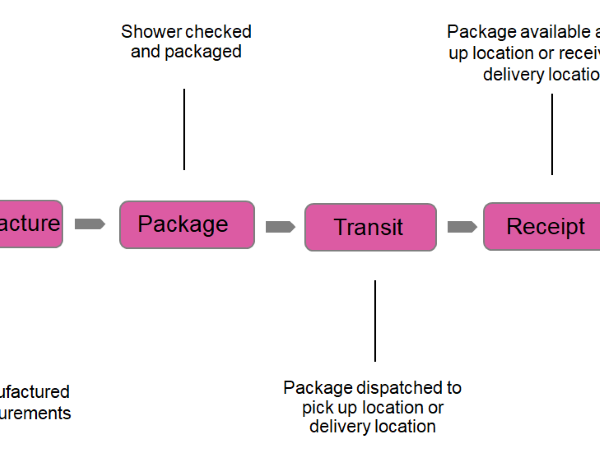 Shower checked
and packaged
Package available a
up location or receiv
delivery locatio
acture
Package
Transit
Receipt
ufactured
urements
Package dispatched to
pick up location or
delivery location